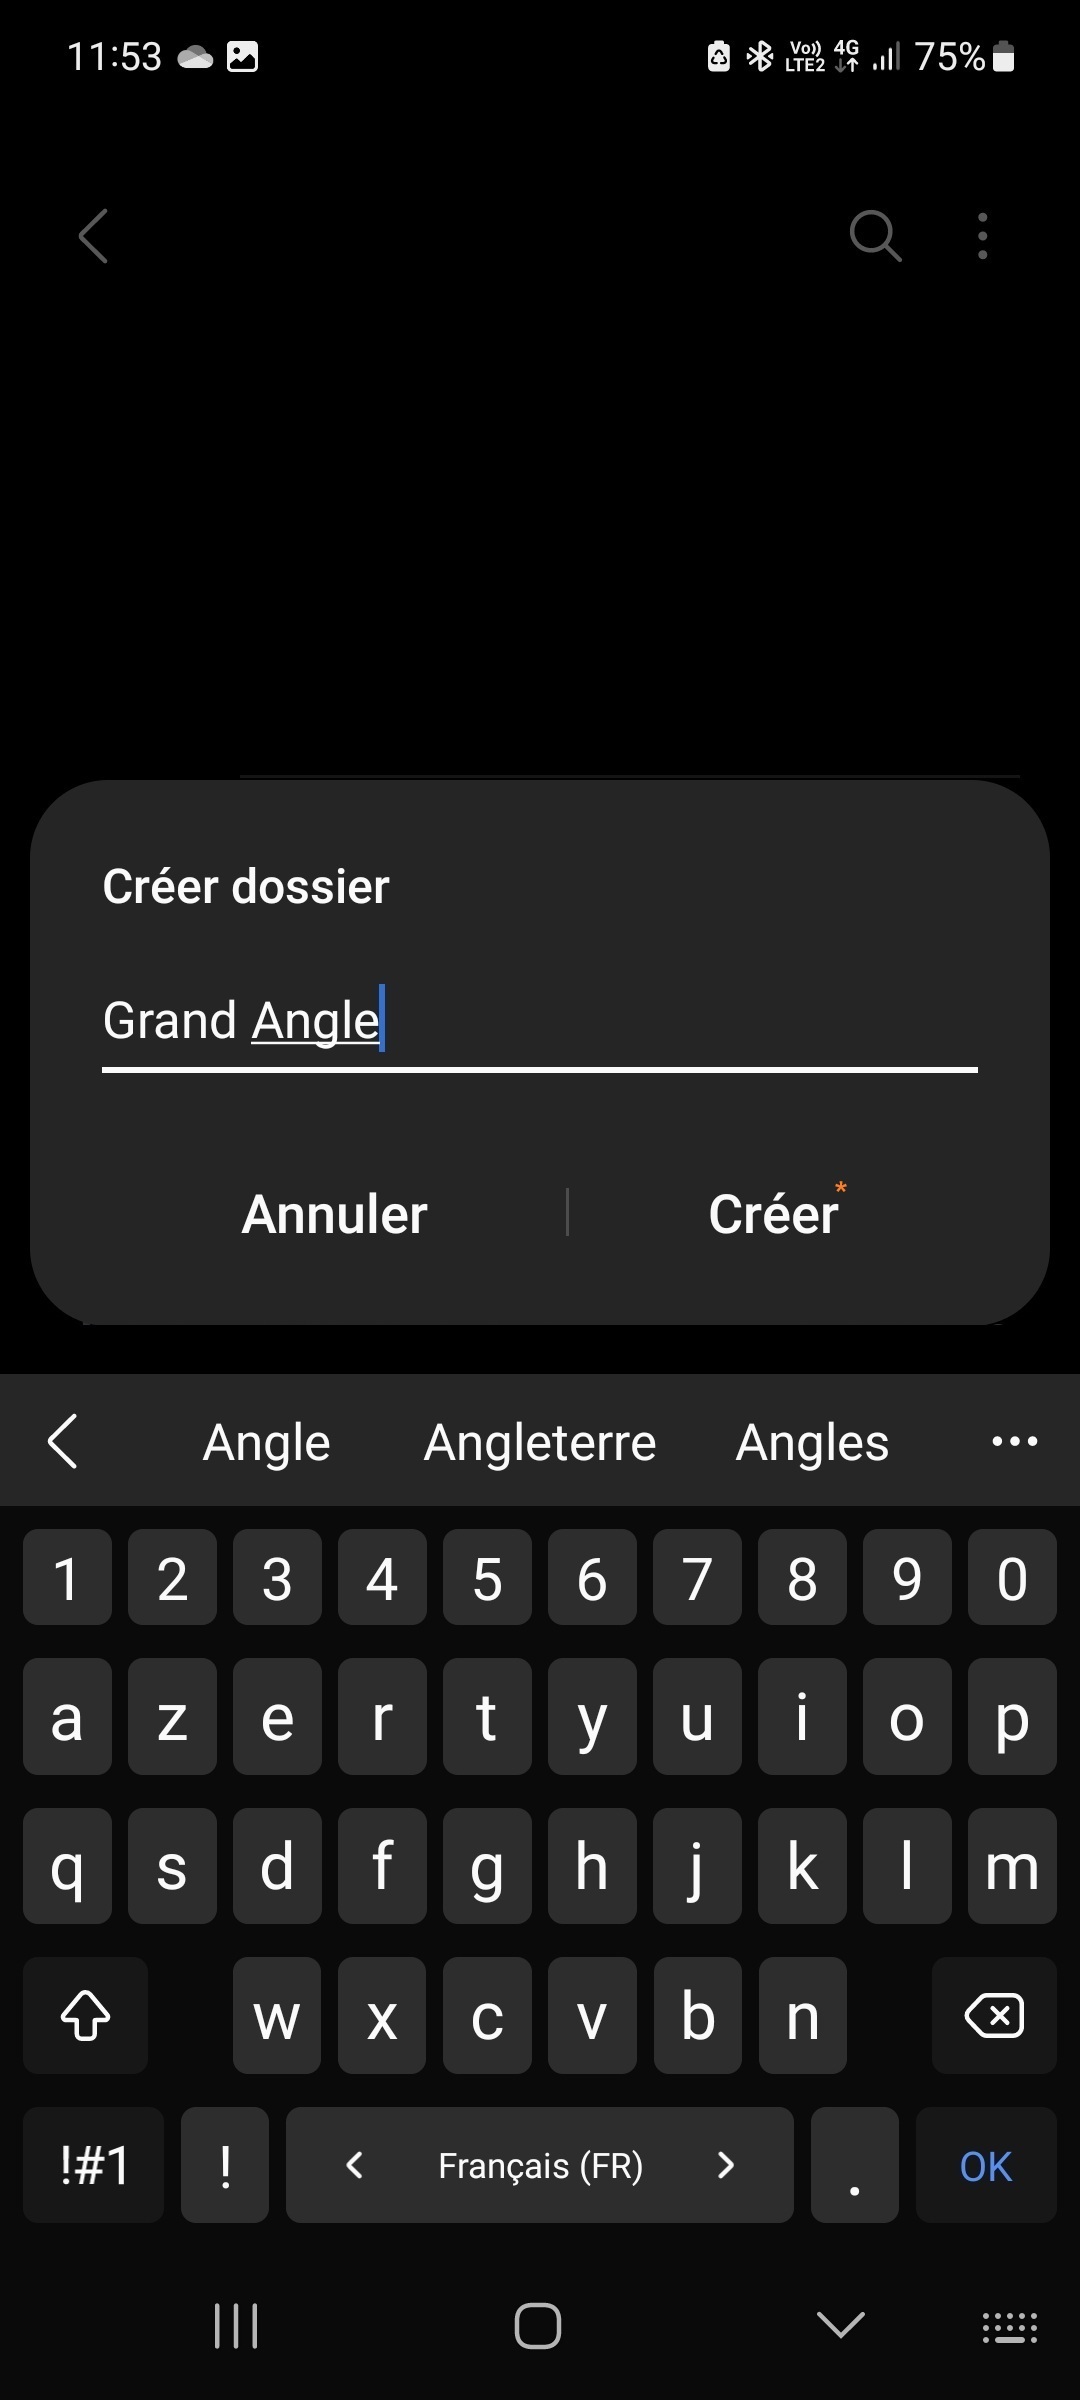 11:53 Vo)) LTE2 4G 75%
Créer dossier
Grand Angle
Annuler Créer*
Angle Angleterre Angles
1 2 3 4 5 6 7 8 9 0
a z e r t y u i o p
q s d f g h j k l m
w x c v b n
!#1 ! Français (FR) . OK